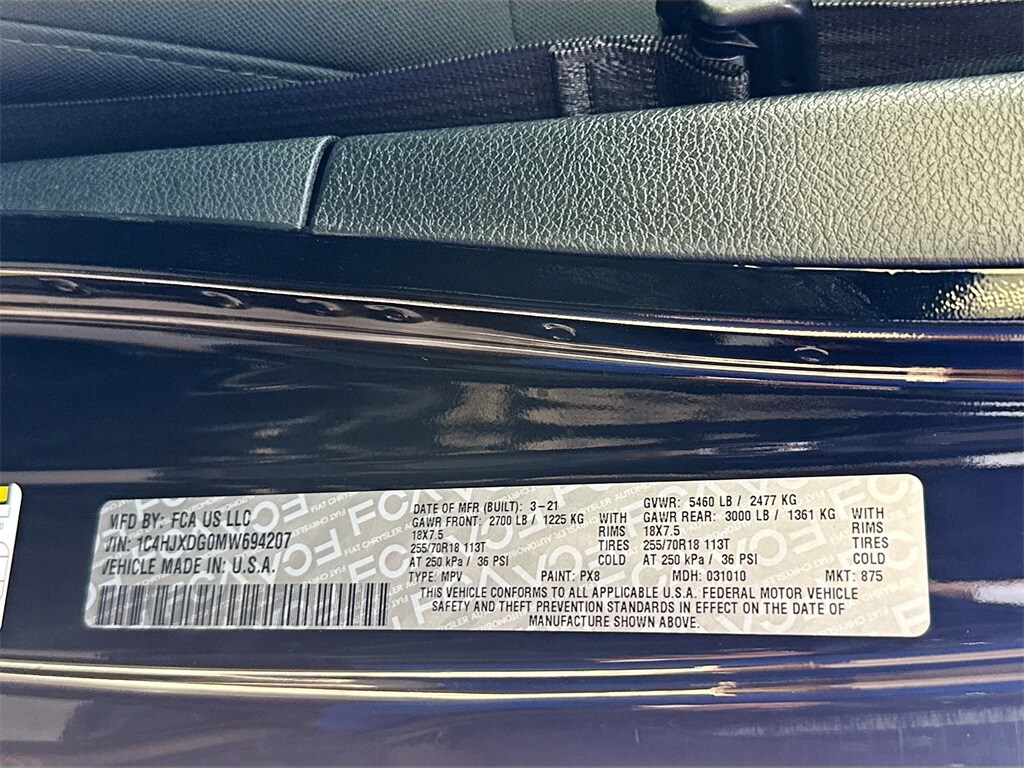 MFD BY: FCA US LLC
VIN: 1C4HJXDG0MW694207
VEHICLE MADE IN: U.S.A.
DATE OF MFR (BUILT): 3-21 GVWR: 5460 LB / 2477 KG
GAWR FRONT: 2700 LB / 1225 KG WITH GAWR REAR: 3000 LB / 1361 KG WITH
18X7.5 RIMS 18X7.5 RIMS
255/70R18 113T TIRES 255/70R18 113T TIRES
AT 250 kPa / 36 PSI COLD AT 250 kPa / 36 PSI COLD
TYPE: MPV PAINT: PX8 MDH: 031010 MKT: 875
THIS VEHICLE CONFORMS TO ALL APPLICABLE U.S.A. FEDERAL MOTOR VEHICLE
SAFETY AND THEFT PREVENTION STANDARDS IN EFFECT ON THE DATE OF
MANUFACTURE SHOWN ABOVE.